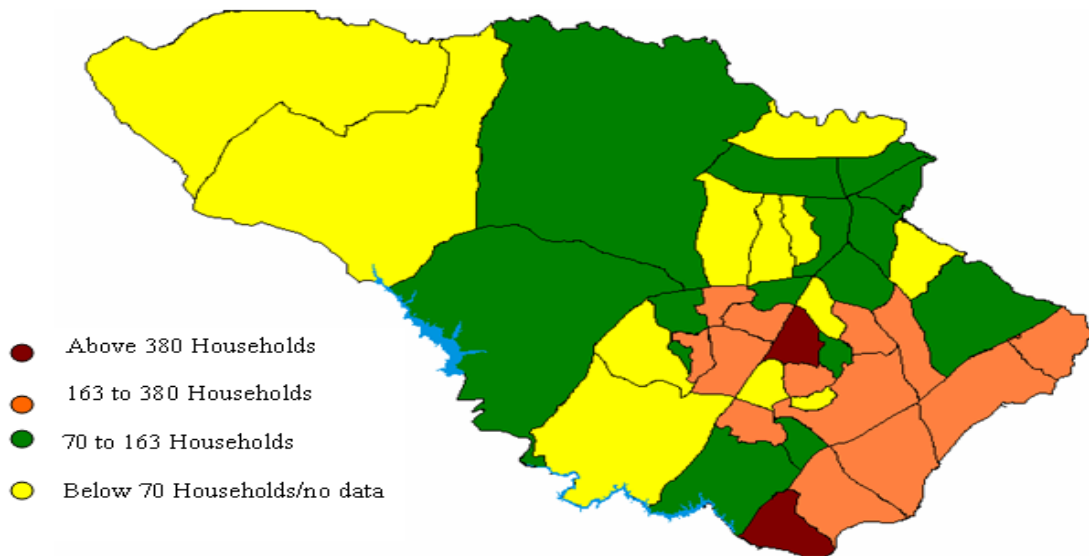 Above 380 Households
163 to 380 Households
70 to 163 Households
Below 70 Households/no data